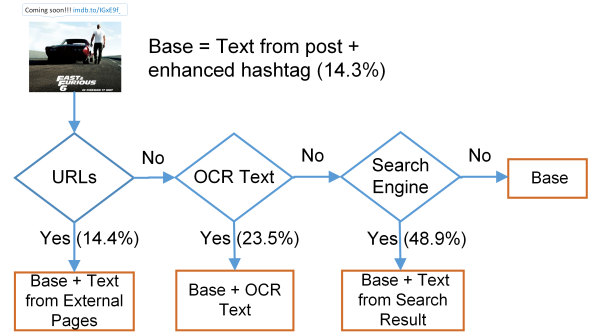 Coming soon!!! imdb.to/IGxE9f
Base = Text from post +
enhanced hashtag (14.3%)
FAST & FURIOUS
6
URLs
No
OCR Text
No
Search
Engine
No
Base
Yes (14.4%)
Yes (23.5%)
Yes (48.9%)
Base + Text
from External
Pages
Base + OCR
Text
Base + Text
from Search
Result